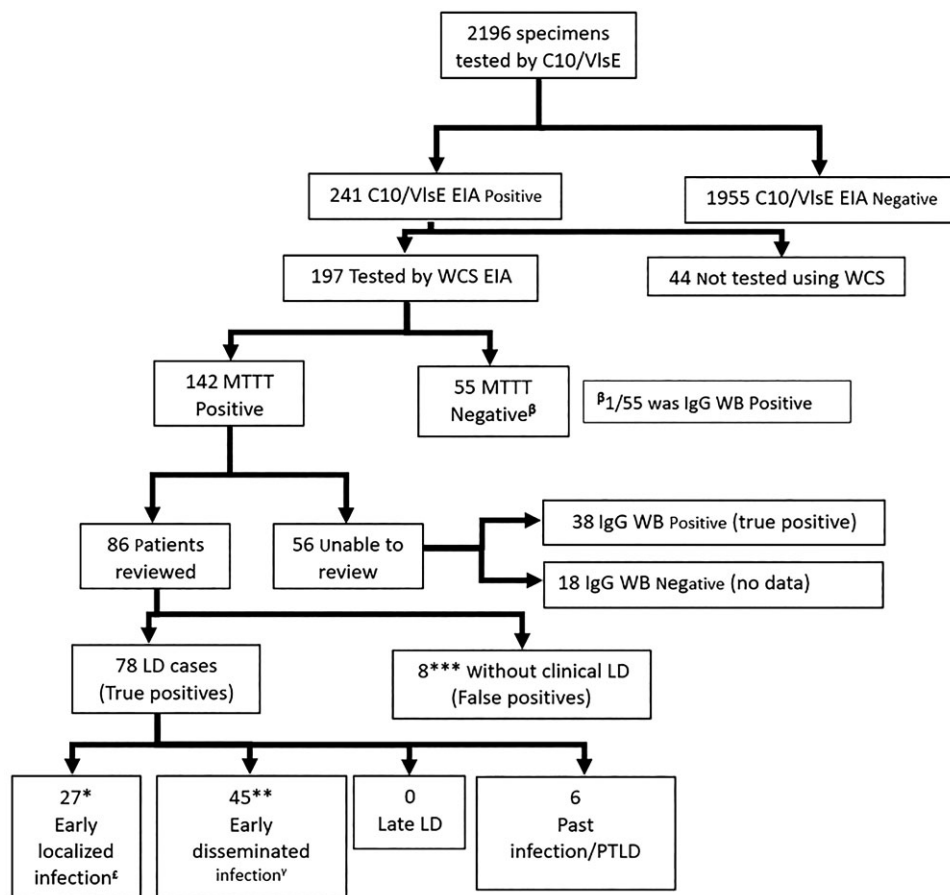 2196 specimens
tested by C10/VlsE
241 C10/VlsE EIA Positive
1955 C10/VlsE EIA Negative
197 Tested by WCS EIA
44 Not tested using WCS
142 MTTT
Positive
55 MTTT
Negativeᵝ
ᵝ1/55 was IgG WB Positive
86 Patients
reviewed
56 Unable to
review
38 IgG WB Positive (true positive)
18 IgG WB Negative (no data)
78 LD cases
(True positives)
8*** Without clinical LD
(False positives)
27*
Early
localized
infection£
45**
Early
disseminated
infectionᵞ
0
Late LD
6
Past
infection/PTLD